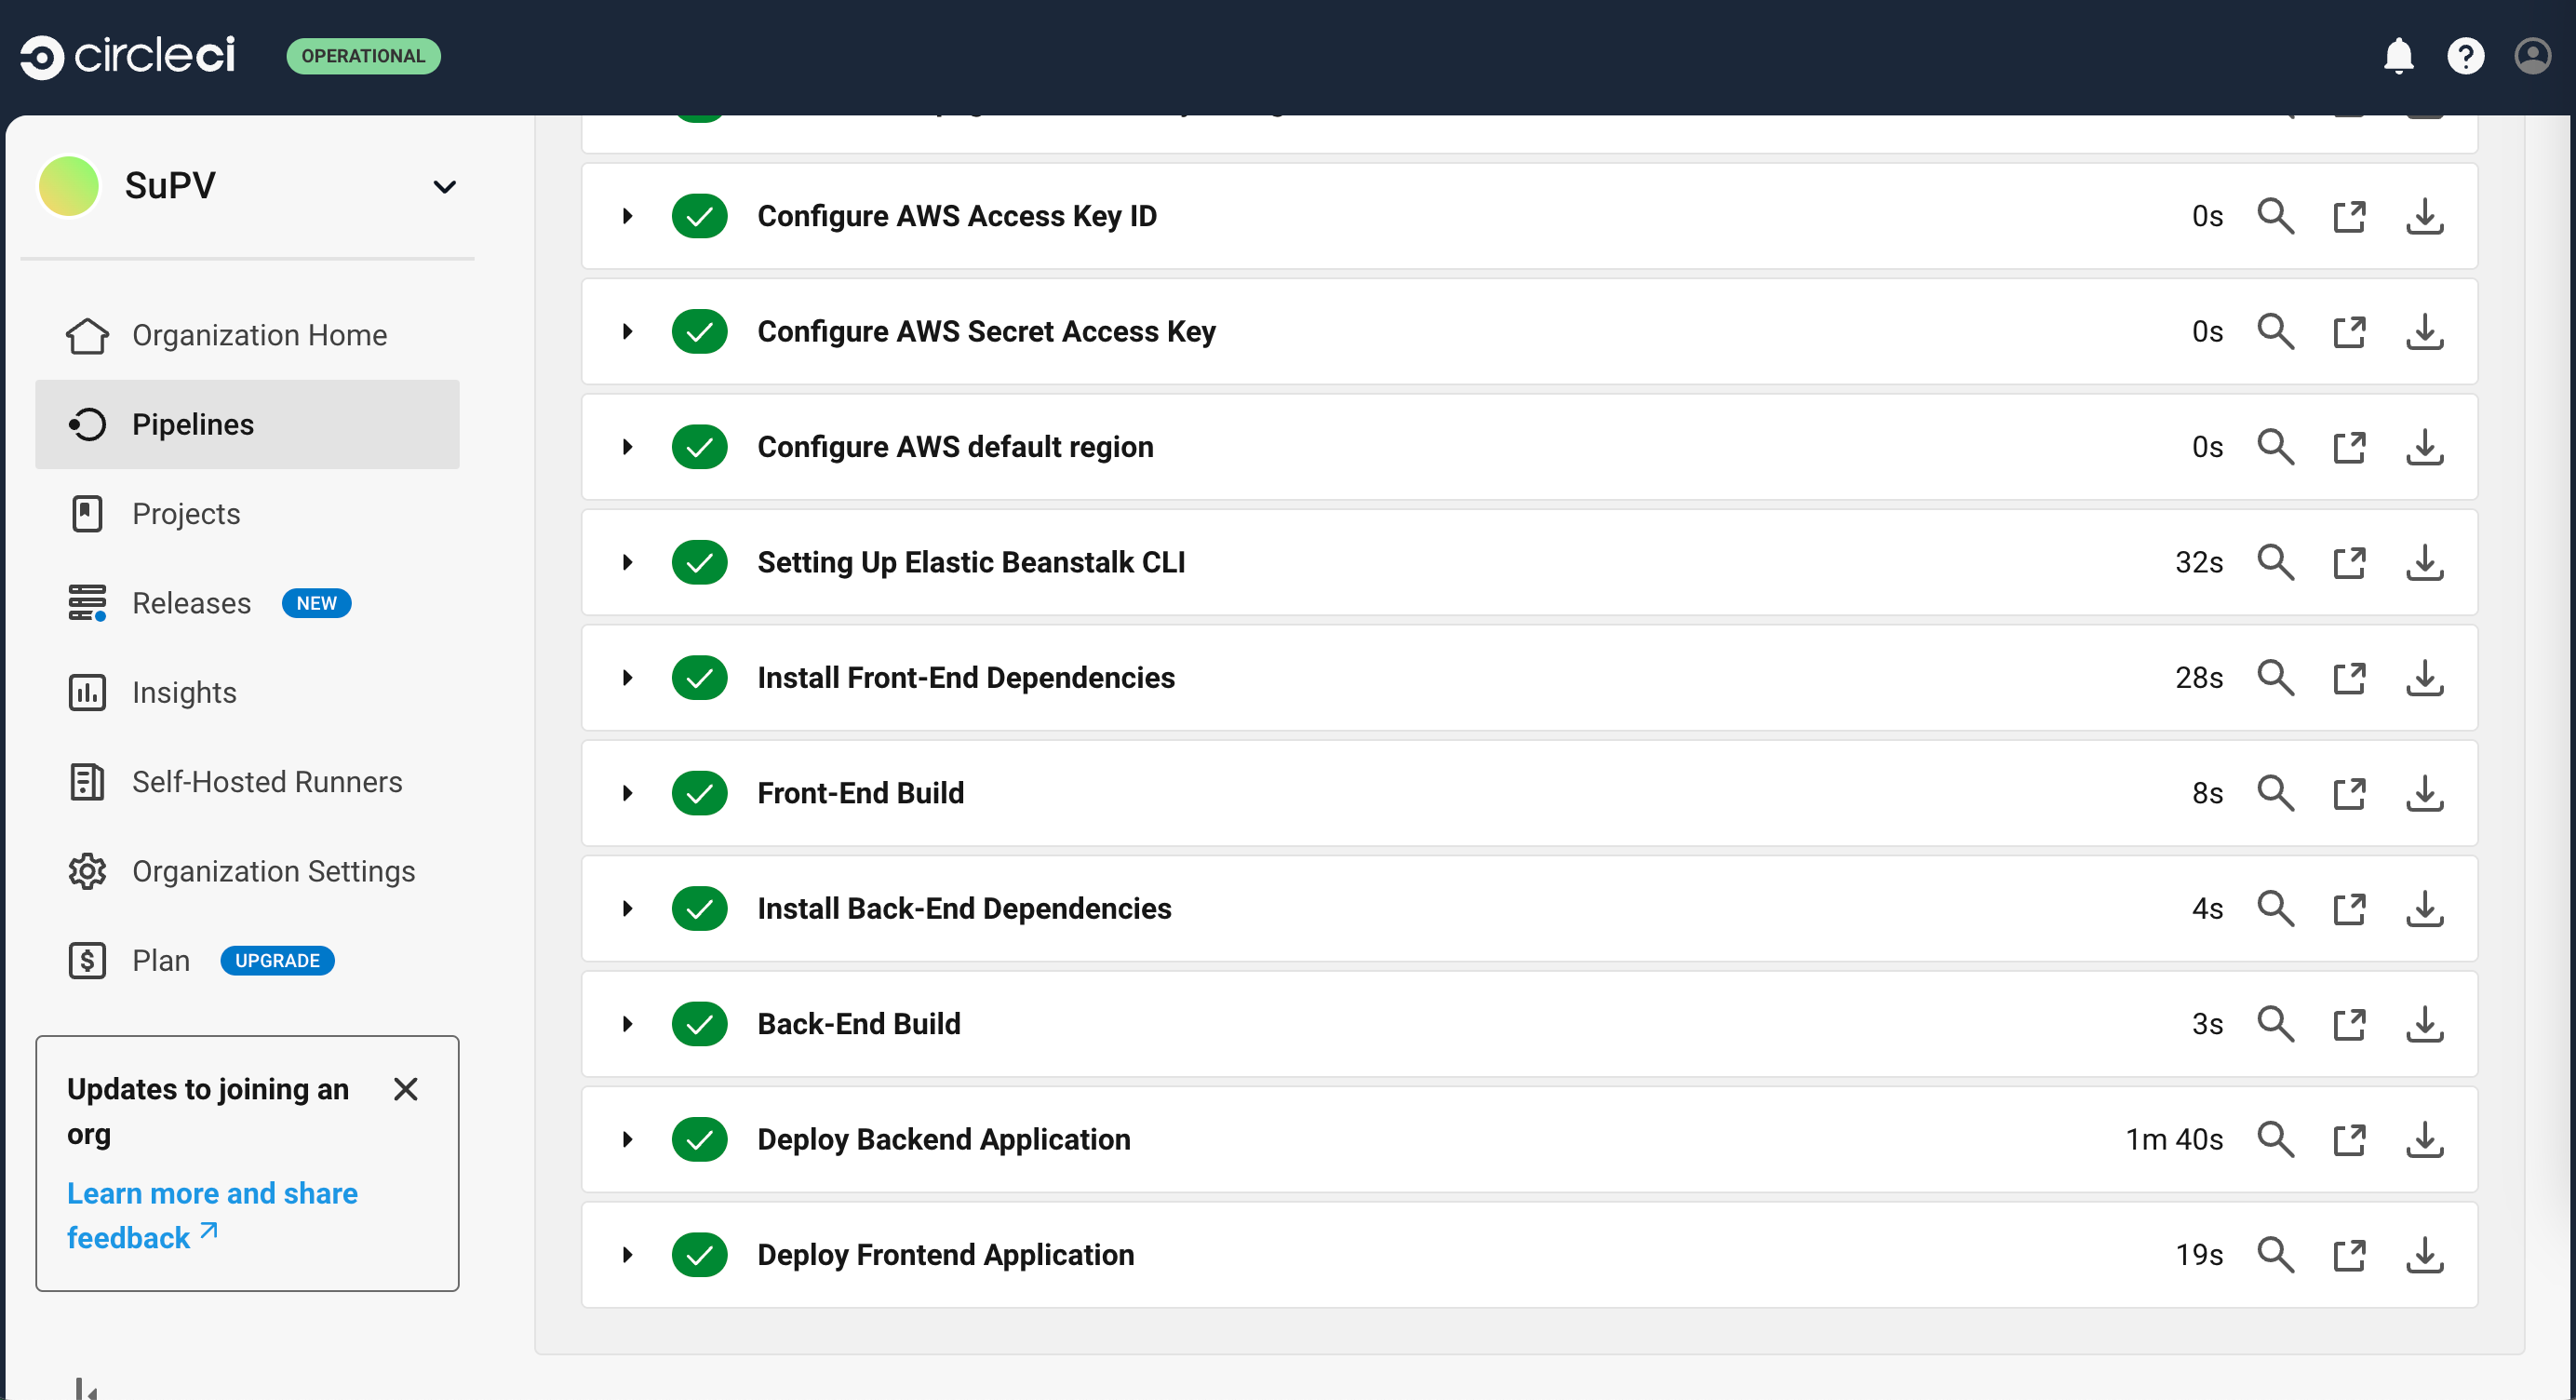 circleci
OPERATIONAL
SuPV
Organization Home
Pipelines
Projects
Releases NEW
Insights
Self-Hosted Runners
Organization Settings
Plan UPGRADE
Updates to joining an
org
Learn more and share
feedback
Configure AWS Access Key ID 0s
Configure AWS Secret Access Key 0s
Configure AWS default region 0s
Setting Up Elastic Beanstalk CLI 32s
Install Front-End Dependencies 28s
Front-End Build 8s
Install Back-End Dependencies 4s
Back-End Build 3s
Deploy Backend Application 1m 40s
Deploy Frontend Application 19s